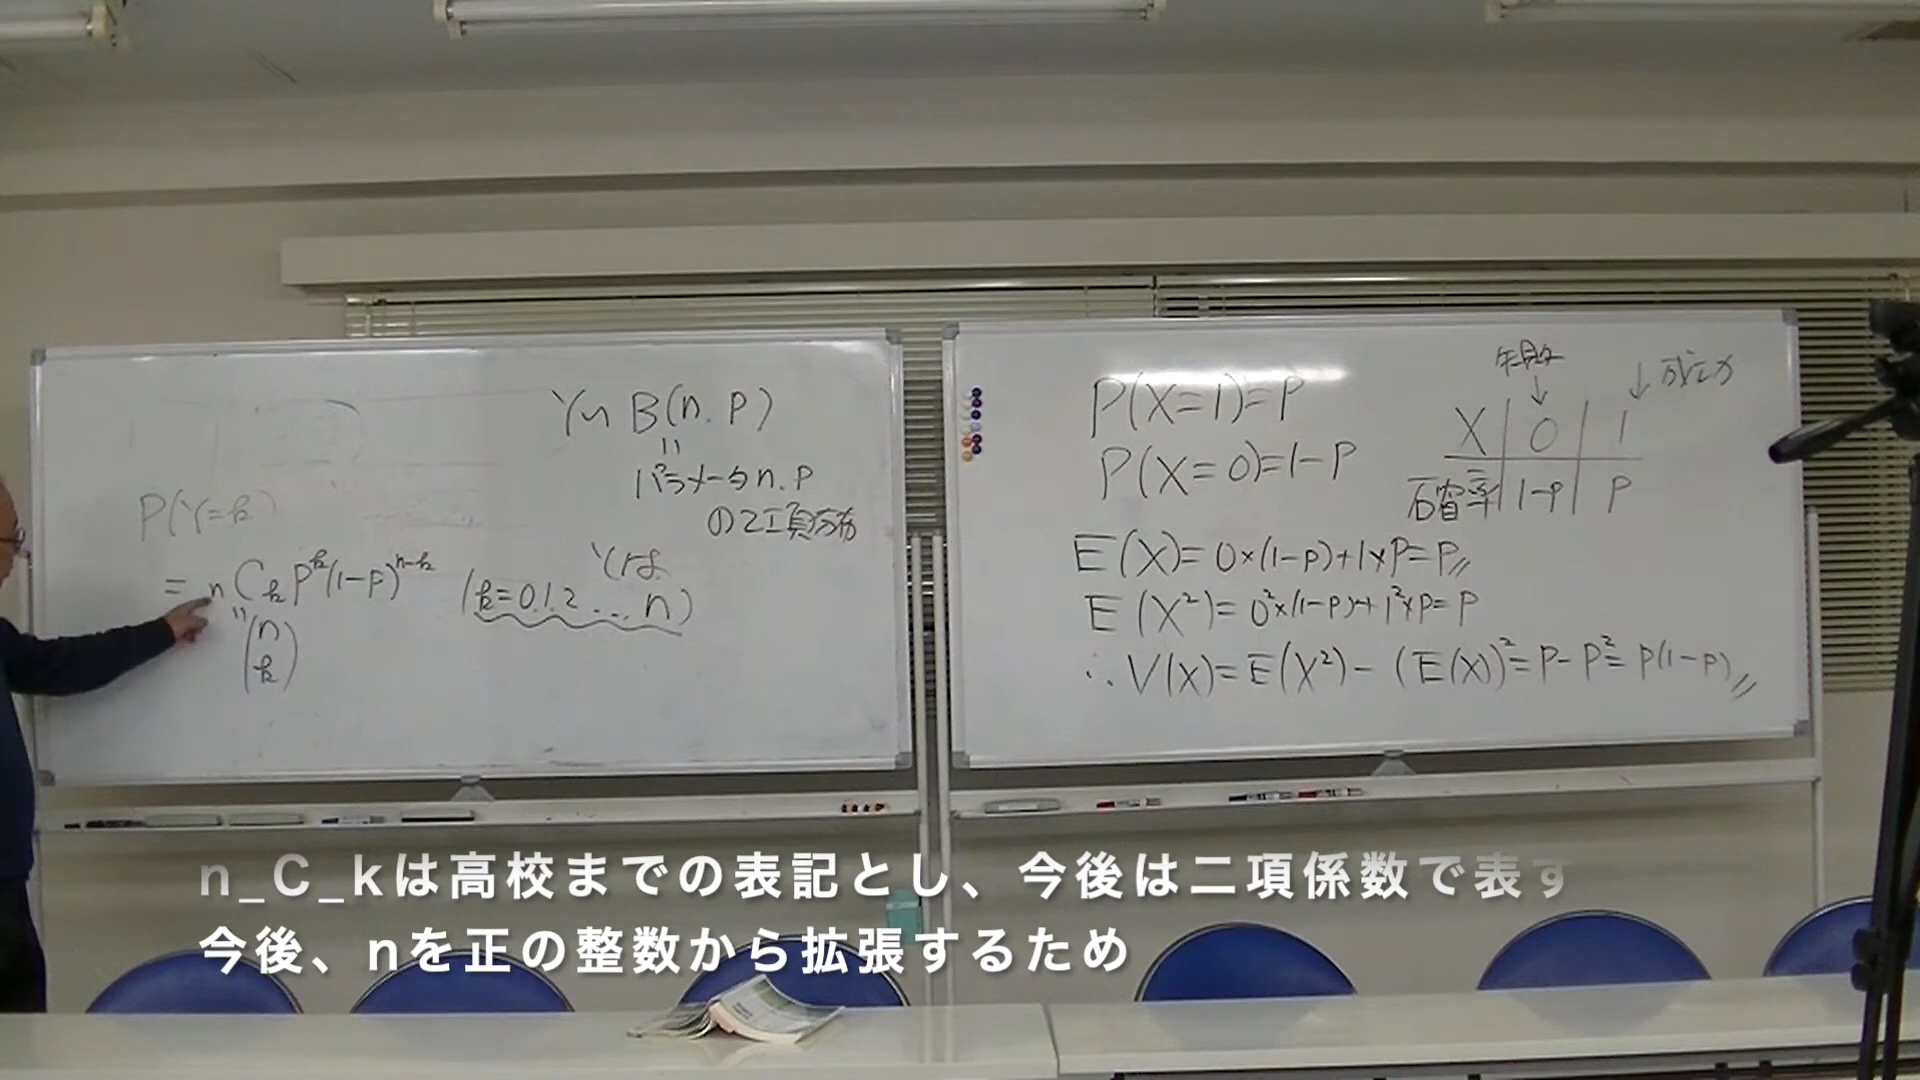 Y~B(n.p)
〃
パラメータn.p
の二項分布
P(Y=k)
= nCk p^k(1-p)^{n-k} (k=0.1.2...n)
〃
(n k)
P(X=1)=P
P(X=0)=1-P
失敗 ↓ ↓成功
X 0 1
確率 1-p p
E(X)=0×(1-p)+1×P=P〃
E(X²)=0²×(1-p)+1²×p=P
∴V(X)=E(X²)-(E(X))²=P-P²=P(1-p)〃
n_C_kは高校までの表記とし、今後は二項係数で表す
今後、nを正の整数から拡張するため